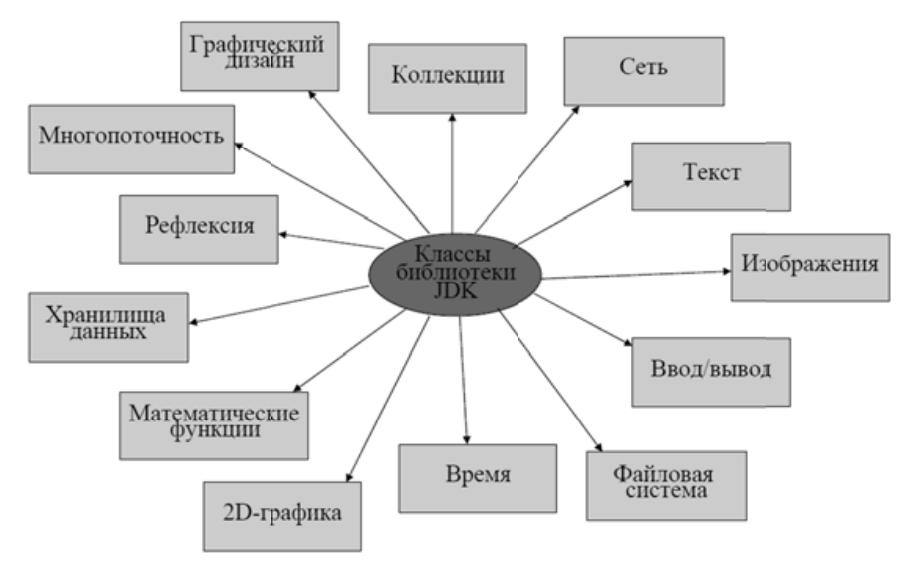 Графический
дизайн
Коллекции
Сеть
Многопоточность
Текст
Рефлексия
Классы
библиотеки
JDK
Изображения
Хранилища
данных
Ввод/вывод
Математические
функции
Время
Файловая
система
2D-графика